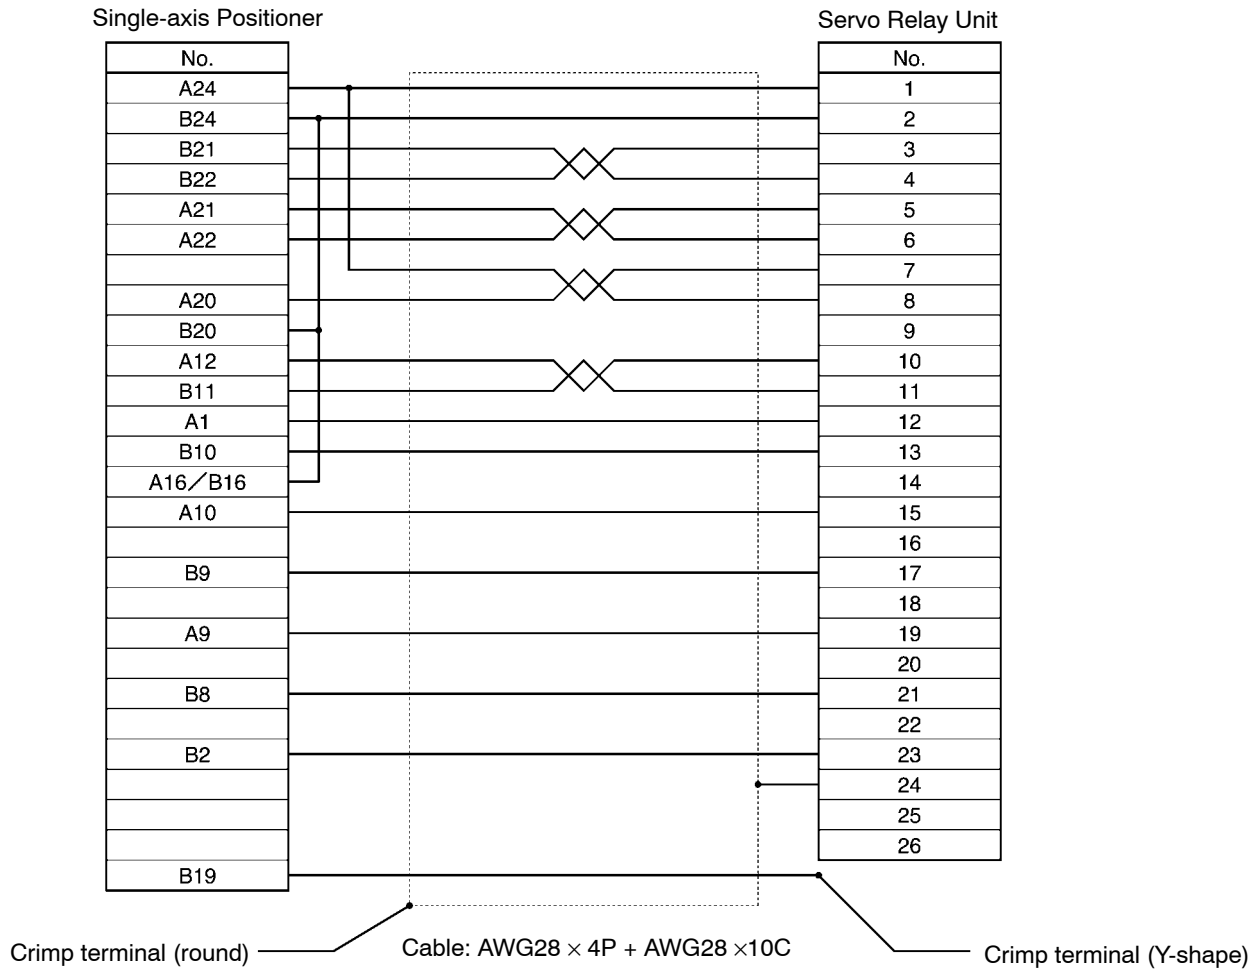 Single-axis Positioner Servo Relay Unit
No. No.
A24 1
B24 2
B21 3
B22 4
A21 5
A22 6
7
A20 8
B20 9
A12 10
B11 11
A1 12
B10 13
A16/B16 14
A10 15
16
B9 17
18
A9 19
20
B8 21
22
B2 23
24
25
26
B19
Crimp terminal (round) Cable: AWG28 × 4P + AWG28 ×10C Crimp terminal (Y-shape)